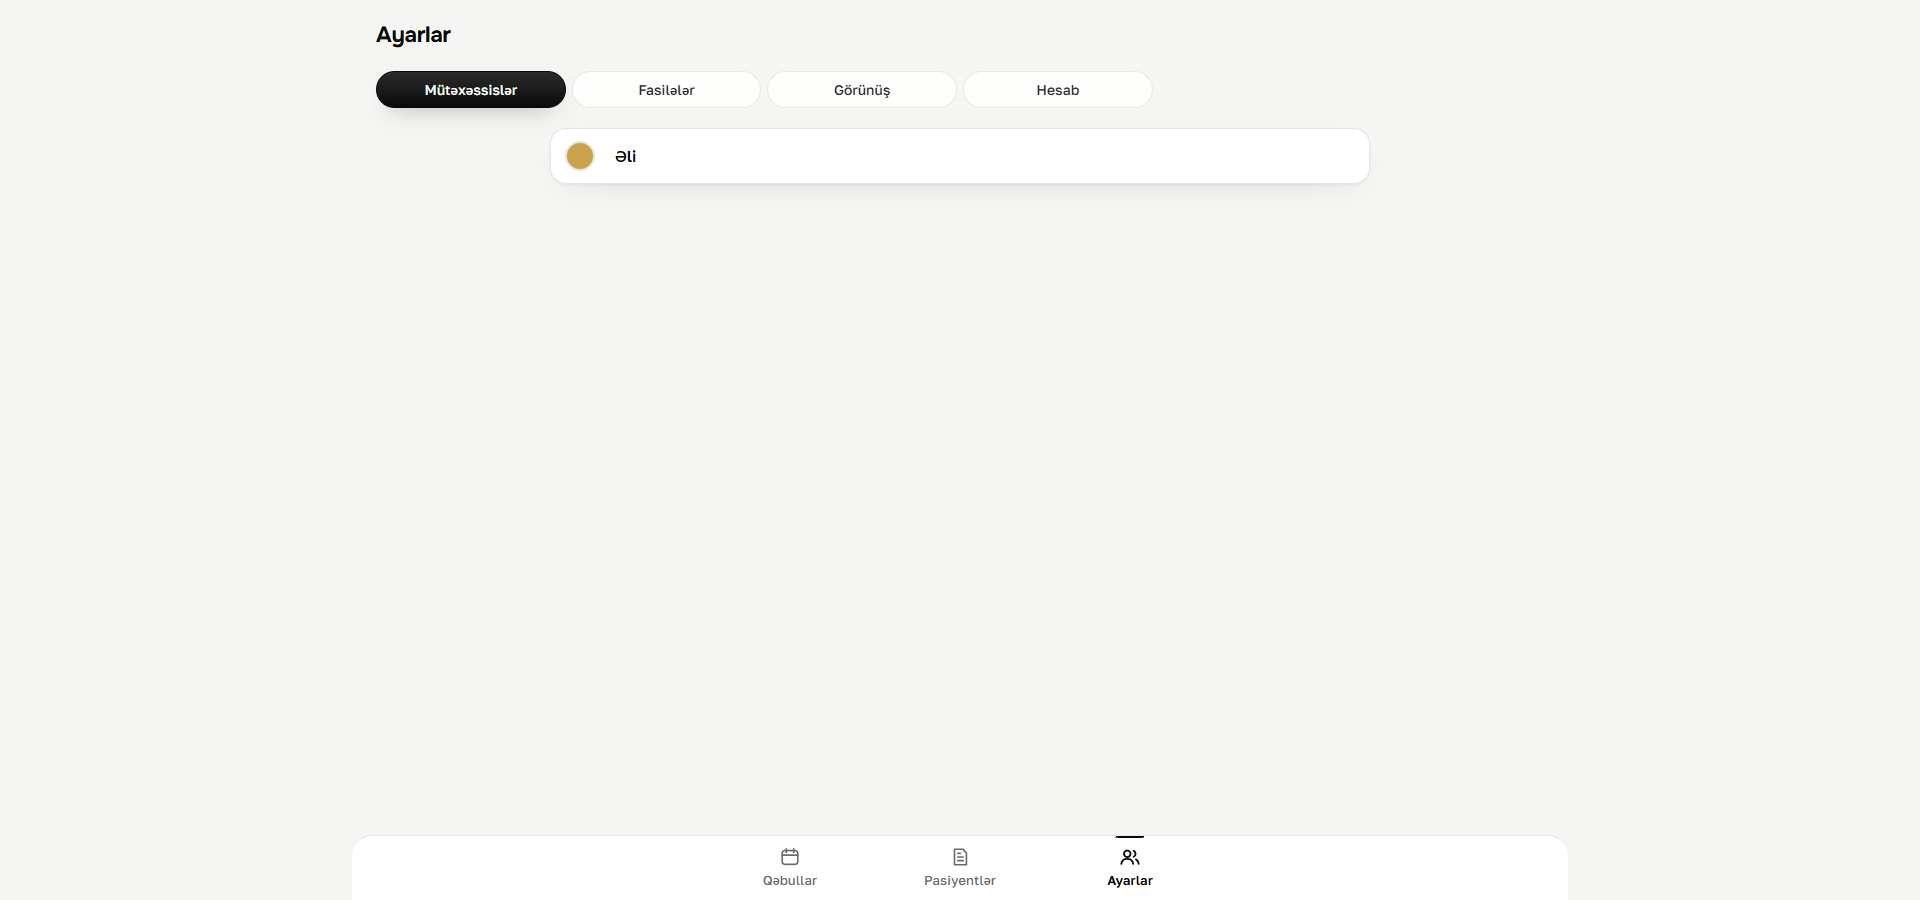 Ayarlar
Mütəxəssislər
Fasilələr
Görünüş
Hesab
Əli
Qəbullar
Pasiyentlər
Ayarlar